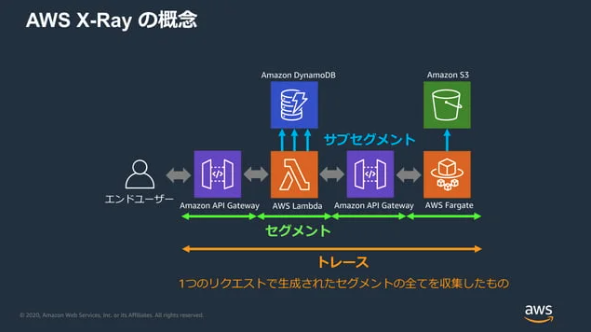 AWS X-Ray の概念
Amazon DynamoDB
Amazon S3
サブセグメント
エンドユーザー
Amazon API Gateway
AWS Lambda
Amazon API Gateway
AWS Fargate
セグメント
トレース
1つのリクエストで生成されたセグメントの全てを収集したもの
© 2020, Amazon Web Services, Inc. or its Affiliates. All rights reserved.
aws